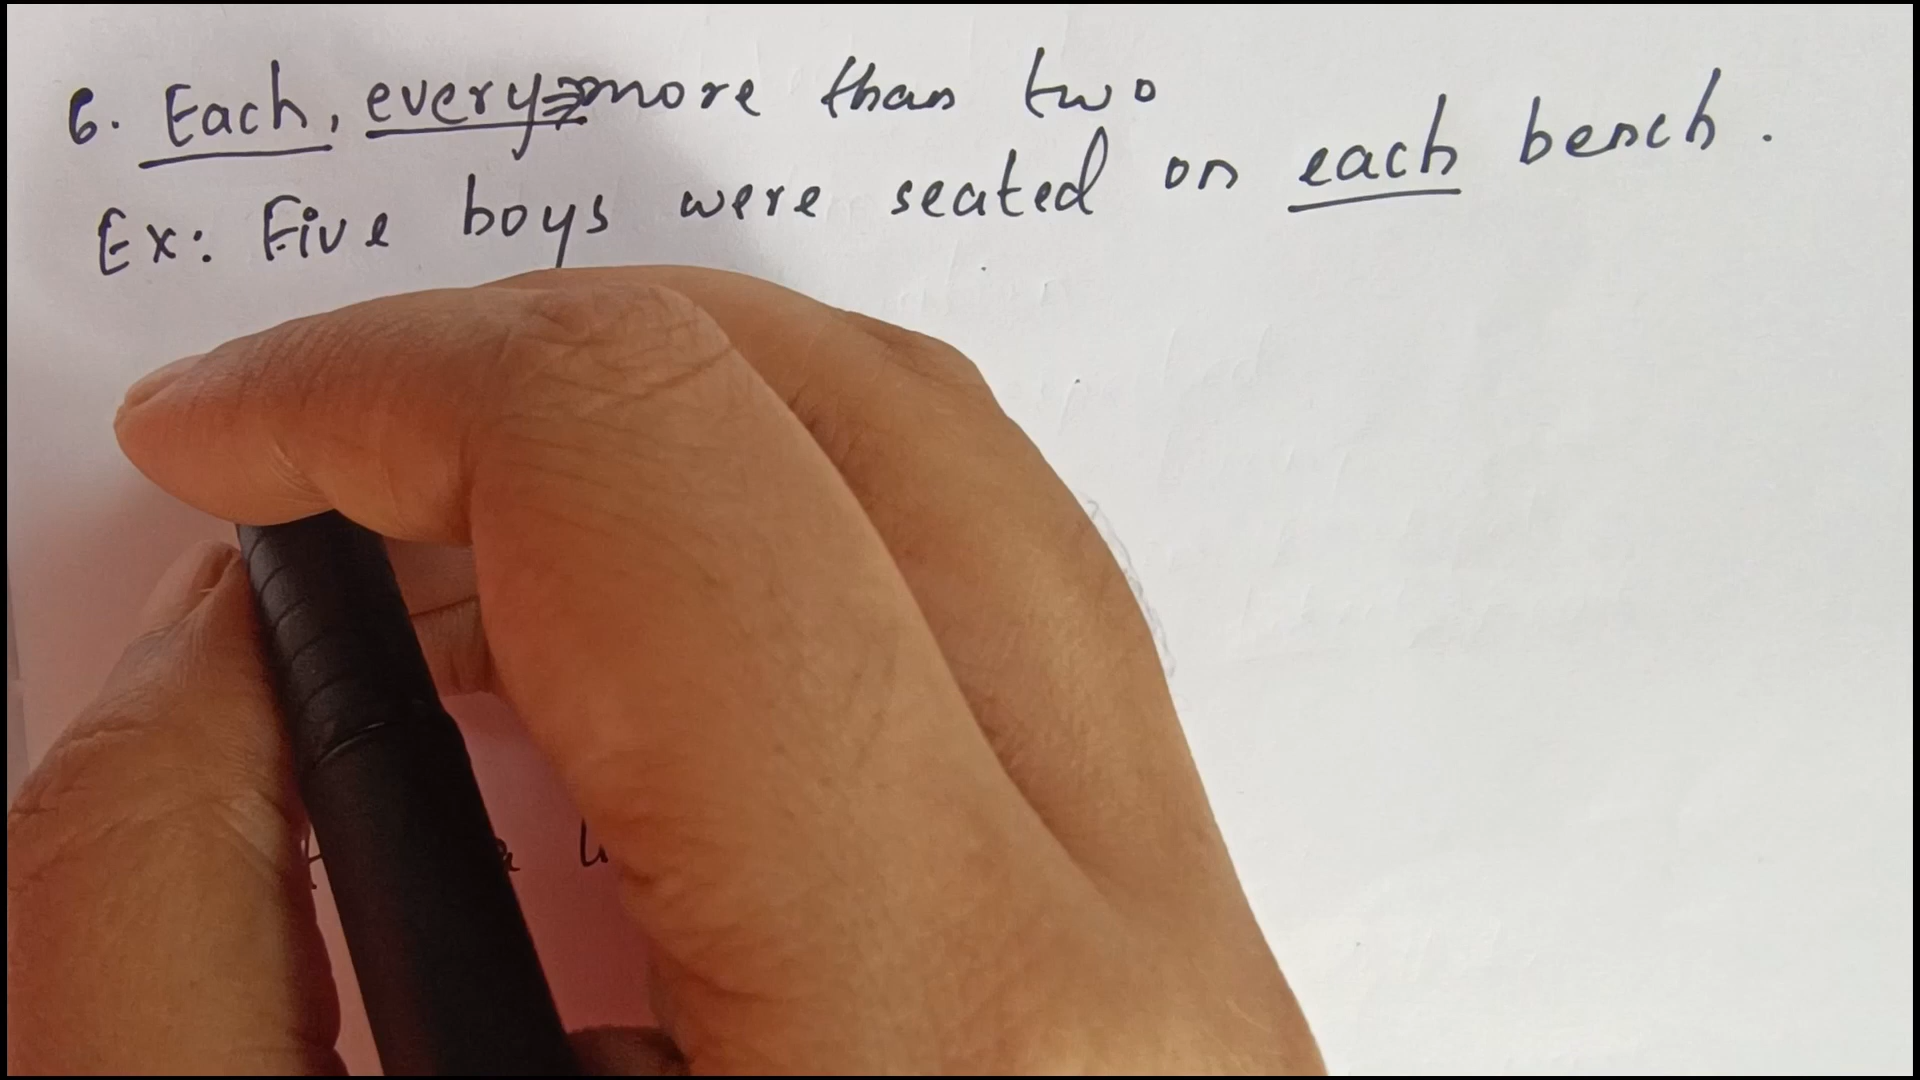 6. Each, every⇒more than two
Ex: Five boys were seated on each bench.